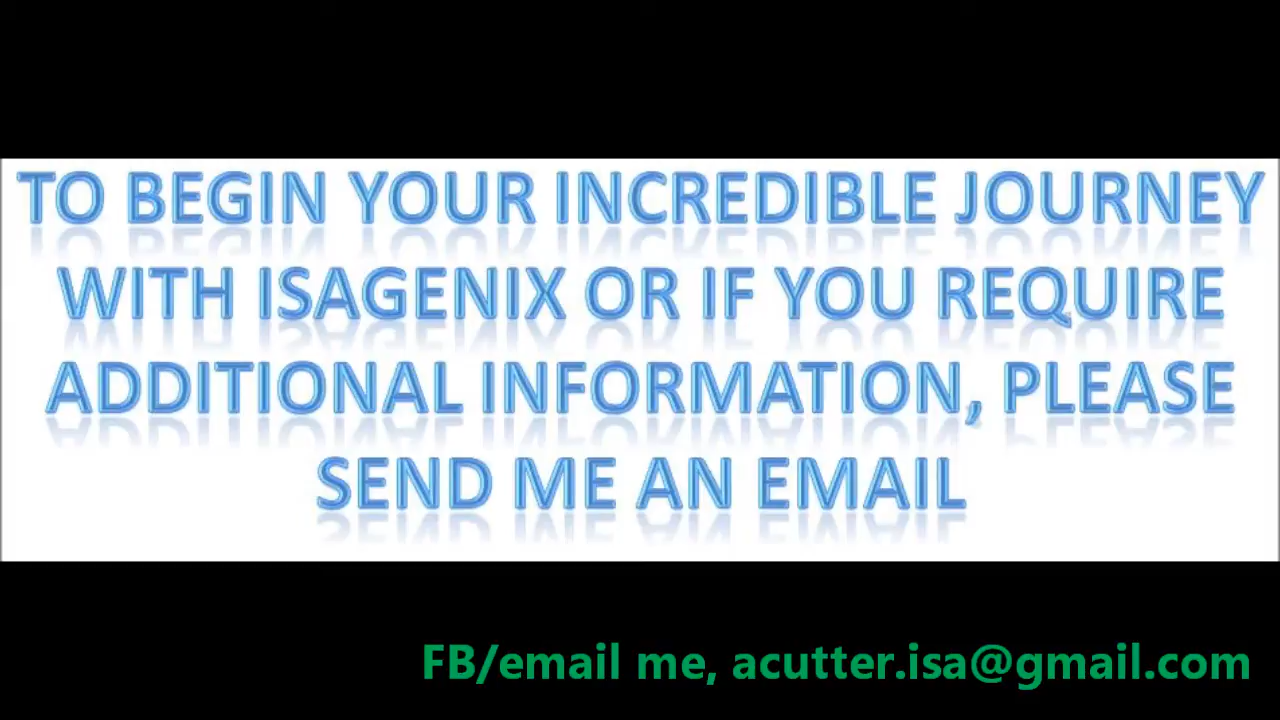 TO BEGIN YOUR INCREDIBLE JOURNEY
WITH ISAGENIX OR IF YOU REQUIRE
ADDITIONAL INFORMATION, PLEASE
SEND ME AN EMAIL
FB/email me, acutter.isa@gmail.com